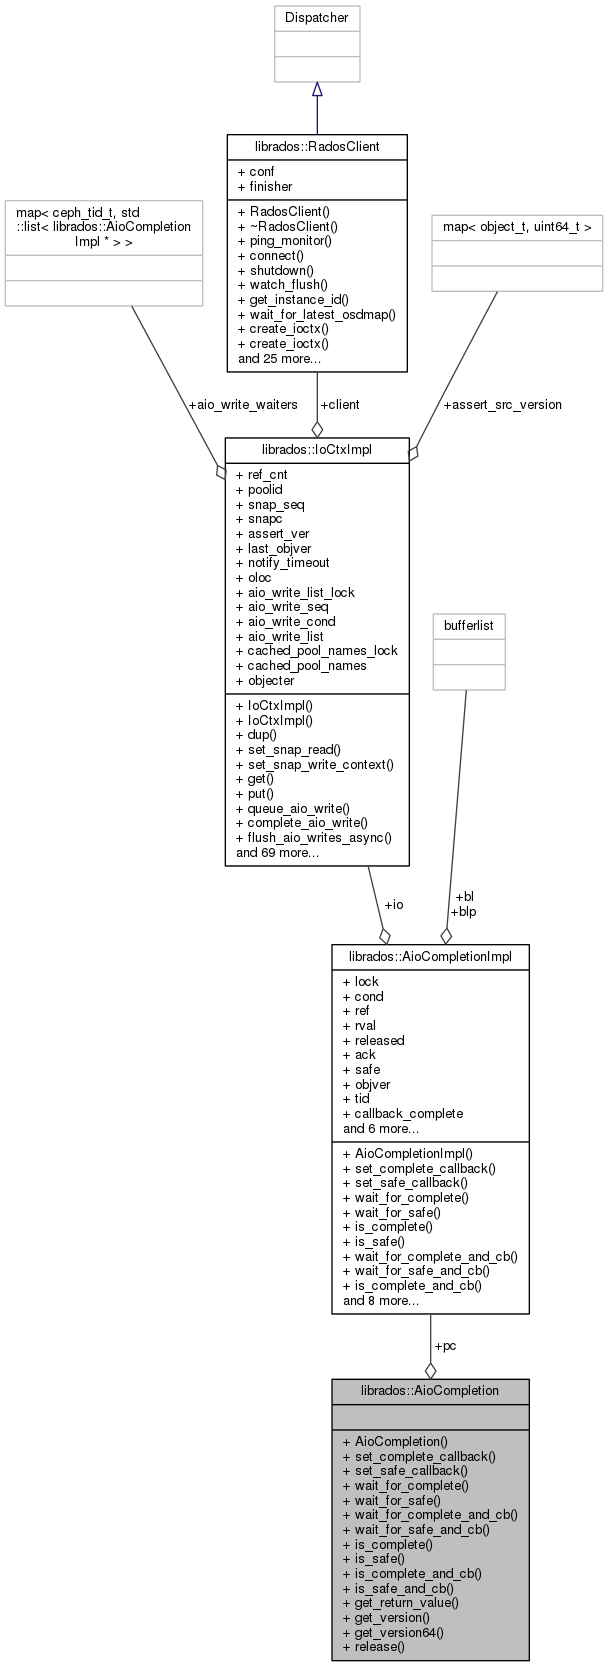 Dispatcher
librados::RadosClient
+ conf
+ finisher
+ RadosClient()
+ ~RadosClient()
+ ping_monitor()
+ connect()
+ shutdown()
+ watch_flush()
+ get_instance_id()
+ wait_for_latest_osdmap()
+ create_ioctx()
+ create_ioctx()
and 25 more...
map< ceph_tid_t, std
::list< librados::AioCompletion
Impl * > >
map< object_t, uint64_t >
+aio_write_waiters
+client
+assert_src_version
librados::IoCtxImpl
+ ref_cnt
+ poolid
+ snap_seq
+ snapc
+ assert_ver
+ last_objver
+ notify_timeout
+ oloc
+ aio_write_list_lock
+ aio_write_seq
+ aio_write_cond
+ aio_write_list
+ cached_pool_names_lock
+ cached_pool_names
+ objecter
+ IoCtxImpl()
+ IoCtxImpl()
+ dup()
+ set_snap_read()
+ set_snap_write_context()
+ get()
+ put()
+ queue_aio_write()
+ complete_aio_write()
+ flush_aio_writes_async()
and 69 more...
bufferlist
+io
+bl
+blp
librados::AioCompletionImpl
+ lock
+ cond
+ ref
+ rval
+ released
+ ack
+ safe
+ objver
+ tid
+ callback_complete
and 6 more...
+ AioCompletionImpl()
+ set_complete_callback()
+ set_safe_callback()
+ wait_for_complete()
+ wait_for_safe()
+ is_complete()
+ is_safe()
+ wait_for_complete_and_cb()
+ wait_for_safe_and_cb()
+ is_complete_and_cb()
and 8 more...
+pc
librados::AioCompletion
+ AioCompletion()
+ set_complete_callback()
+ set_safe_callback()
+ wait_for_complete()
+ wait_for_safe()
+ wait_for_complete_and_cb()
+ wait_for_safe_and_cb()
+ is_complete()
+ is_safe()
+ is_complete_and_cb()
+ is_safe_and_cb()
+ get_return_value()
+ get_version()
+ get_version64()
+ release()